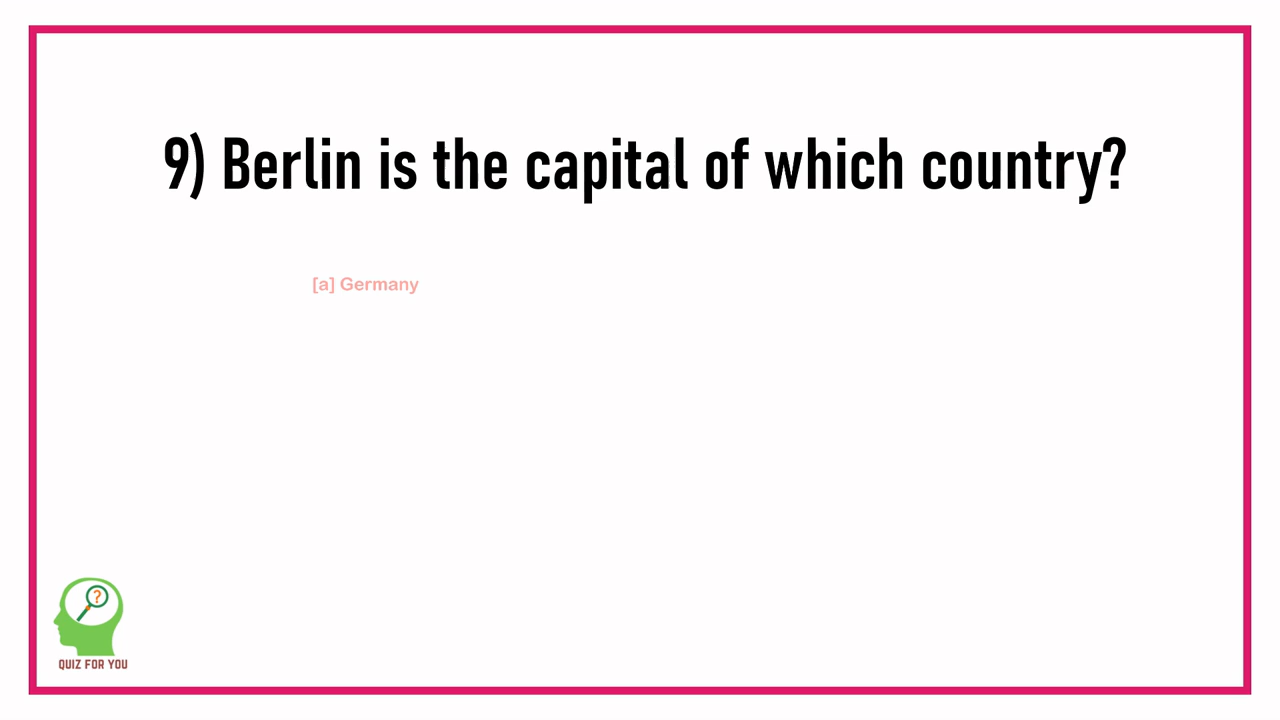 9) Berlin is the capital of which country?
[a] Germany
?
QUIZ FOR YOU